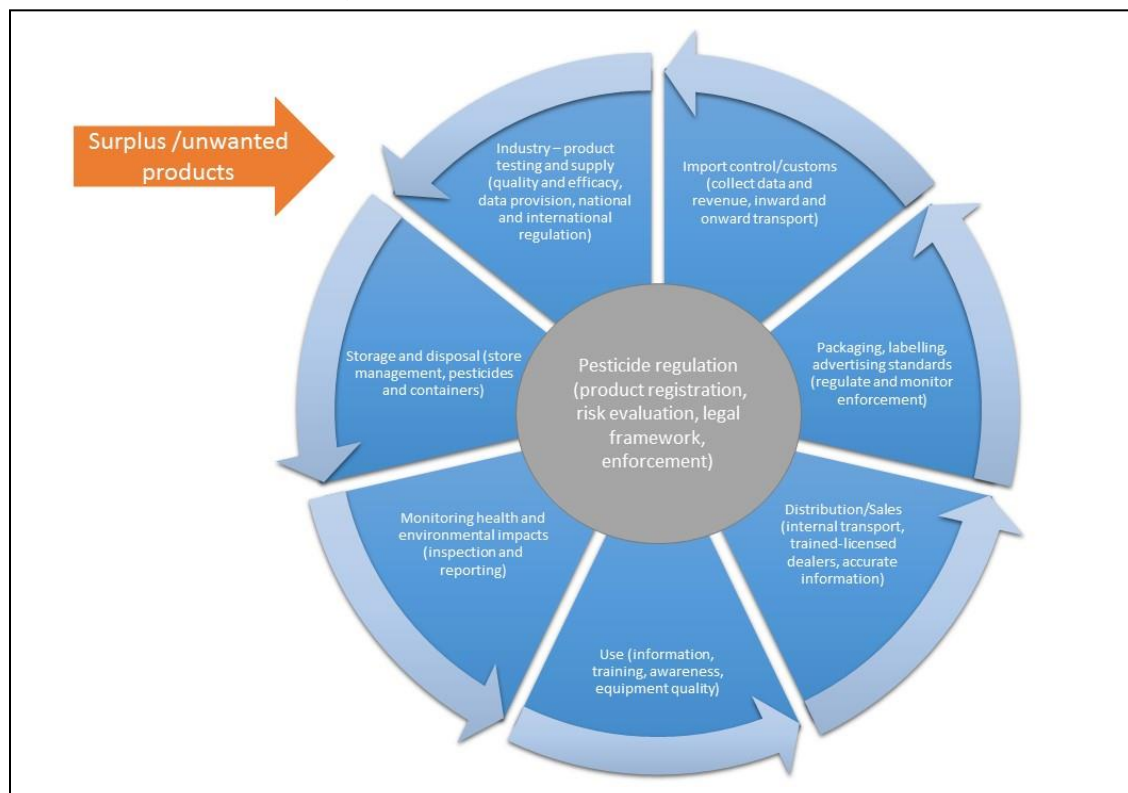 Surplus /unwanted
products
Industry – product
testing and supply
(quality and efficacy,
data provision, national
and international
regulation)
Import control/customs
(collect data and
revenue, inward and
onward transport)
Storage and disposal (store
management, pesticides
and containers)
Pesticide regulation
(product registration,
risk evaluation, legal
framework,
enforcement)
Packaging, labelling,
advertising standards
(regulate and monitor
enforcement)
Monitoring health and
environmental impacts
(inspection and
reporting)
Distribution/Sales
(internal transport,
trained-licensed
dealers, accurate
information)
Use (information,
training, awareness,
equipment quality)